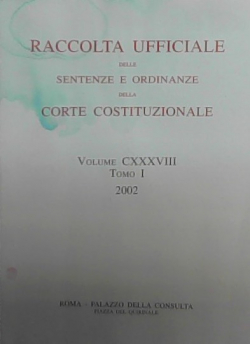 RACCOLTA UFFICIALE
DELLE
SENTENZE E ORDINANZE
DELLA
CORTE COSTITUZIONALE
VOLUME CXXXVIII
TOMO I
2002
ROMA - PALAZZO DELLA CONSULTA
PIAZZA DEL QUIRINALE